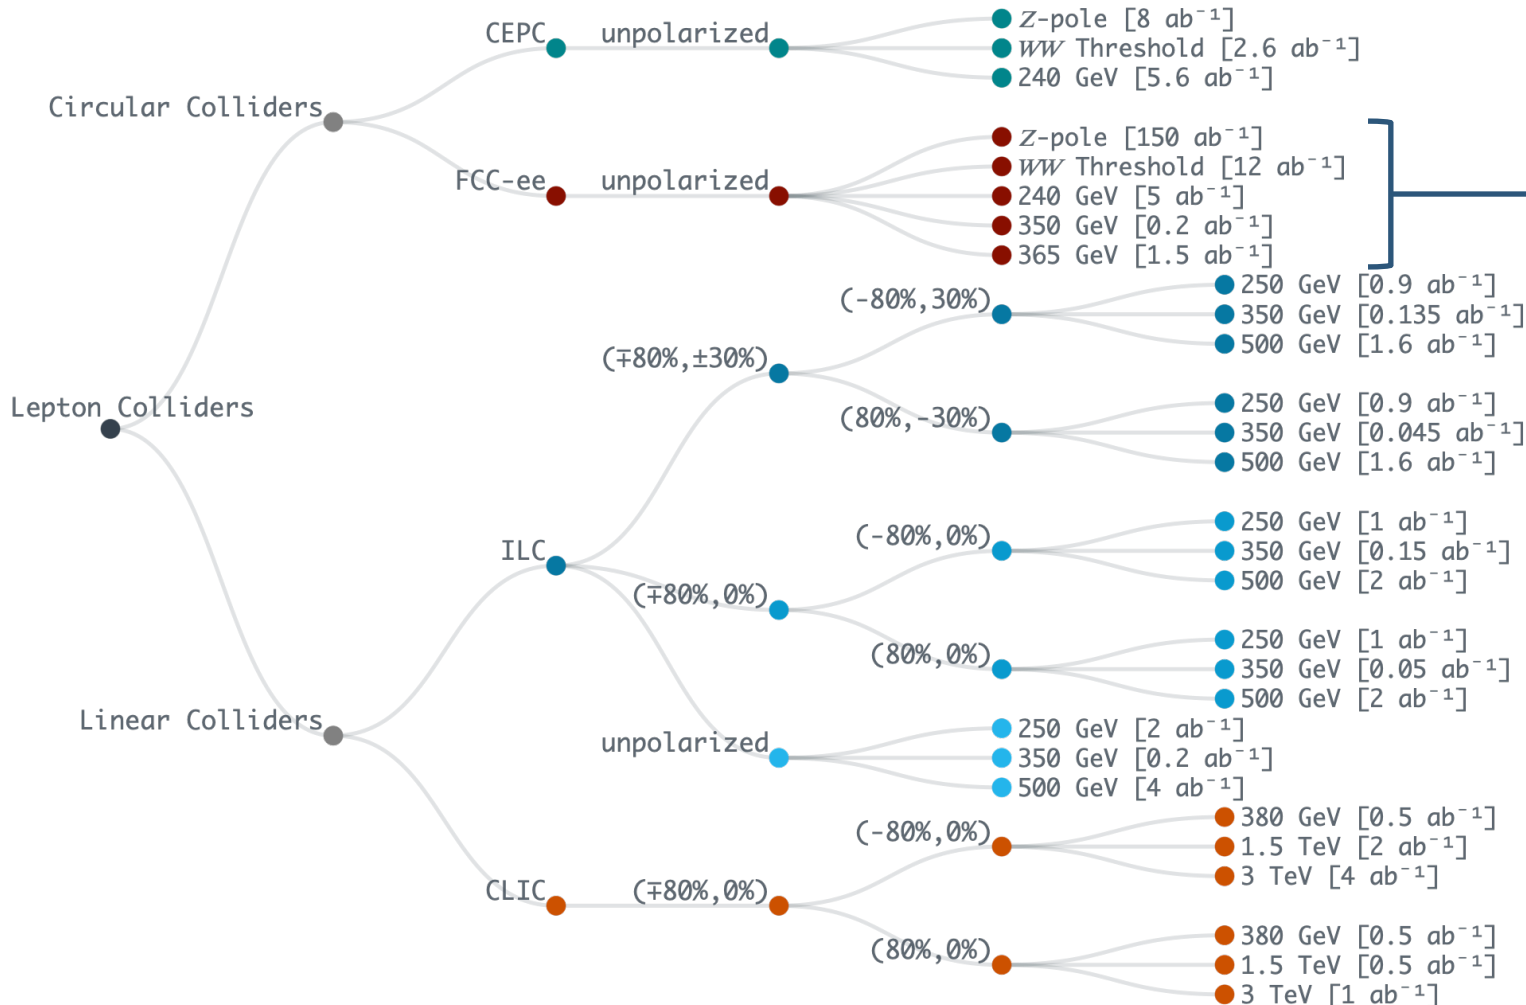 Lepton Colliders
Circular Colliders
CEPC
unpolarized
Z-pole [8 ab⁻¹]
WW Threshold [2.6 ab⁻¹]
240 GeV [5.6 ab⁻¹]
FCC-ee
unpolarized
Z-pole [150 ab⁻¹]
WW Threshold [12 ab⁻¹]
240 GeV [5 ab⁻¹]
350 GeV [0.2 ab⁻¹]
365 GeV [1.5 ab⁻¹]
Linear Colliders
ILC
(∓80%,±30%)
(-80%,30%)
250 GeV [0.9 ab⁻¹]
350 GeV [0.135 ab⁻¹]
500 GeV [1.6 ab⁻¹]
(80%,-30%)
250 GeV [0.9 ab⁻¹]
350 GeV [0.045 ab⁻¹]
500 GeV [1.6 ab⁻¹]
(∓80%,0%)
(-80%,0%)
250 GeV [1 ab⁻¹]
350 GeV [0.15 ab⁻¹]
500 GeV [2 ab⁻¹]
(80%,0%)
250 GeV [1 ab⁻¹]
350 GeV [0.05 ab⁻¹]
500 GeV [2 ab⁻¹]
unpolarized
250 GeV [2 ab⁻¹]
350 GeV [0.2 ab⁻¹]
500 GeV [4 ab⁻¹]
CLIC
(∓80%,0%)
(-80%,0%)
380 GeV [0.5 ab⁻¹]
1.5 TeV [2 ab⁻¹]
3 TeV [4 ab⁻¹]
(80%,0%)
380 GeV [0.5 ab⁻¹]
1.5 TeV [0.5 ab⁻¹]
3 TeV [1 ab⁻¹]